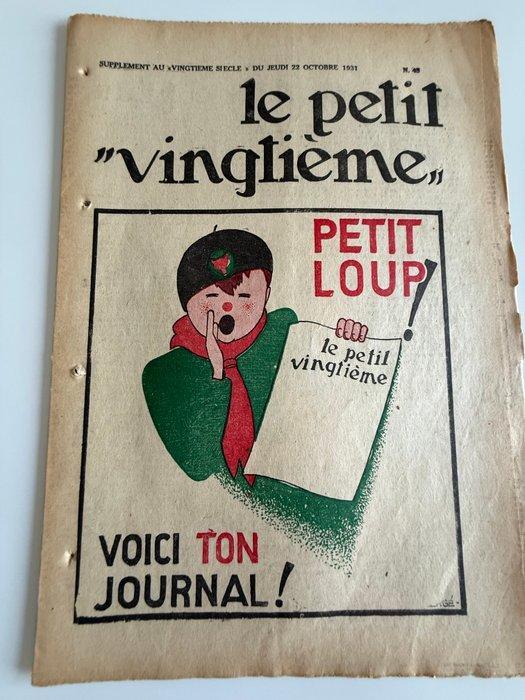 SUPPLEMENT AU «VINGTIEME SIECLE » DU JEUDI 22 OCTOBRE 1931 N. 43
le petit
"vingtième"
PETIT
LOUP!
le petit
vingtième
VOICI TON
JOURNAL!